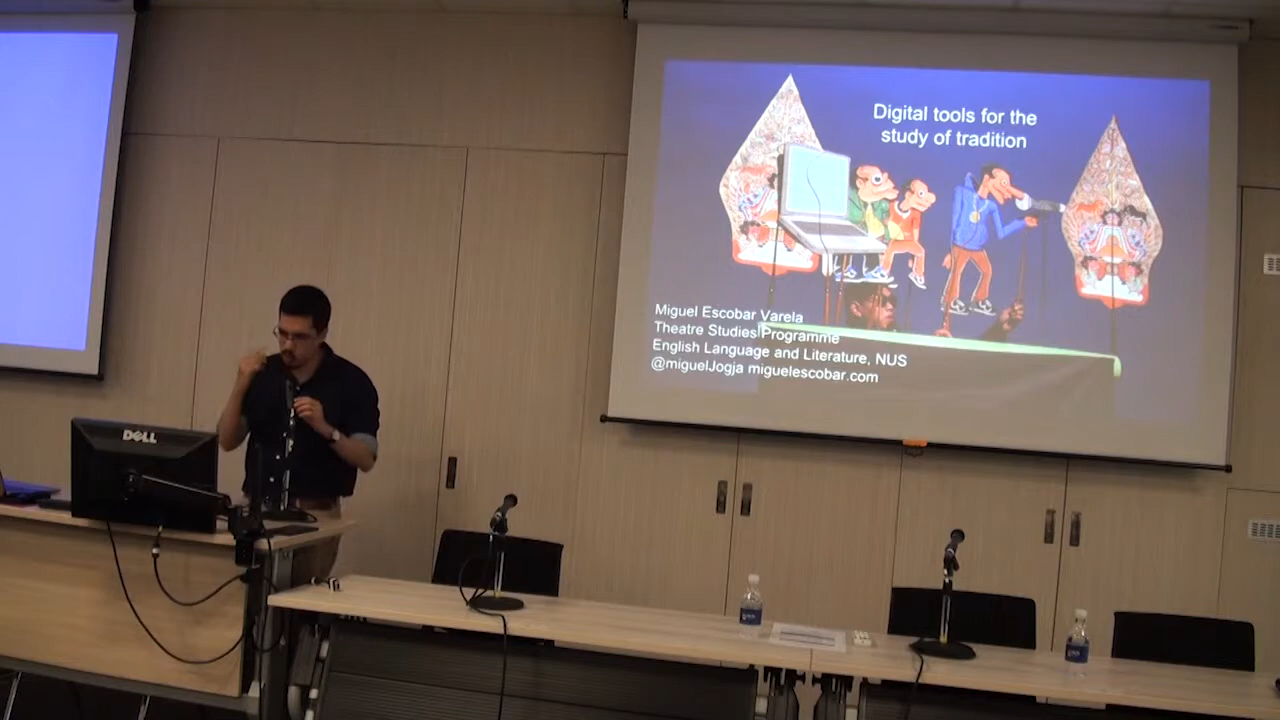 Digital tools for the
study of tradition
Miguel Escobar Varela
Theatre Studies Programme
English Language and Literature, NUS
@miguelJogja miguelescobar.com
DELL